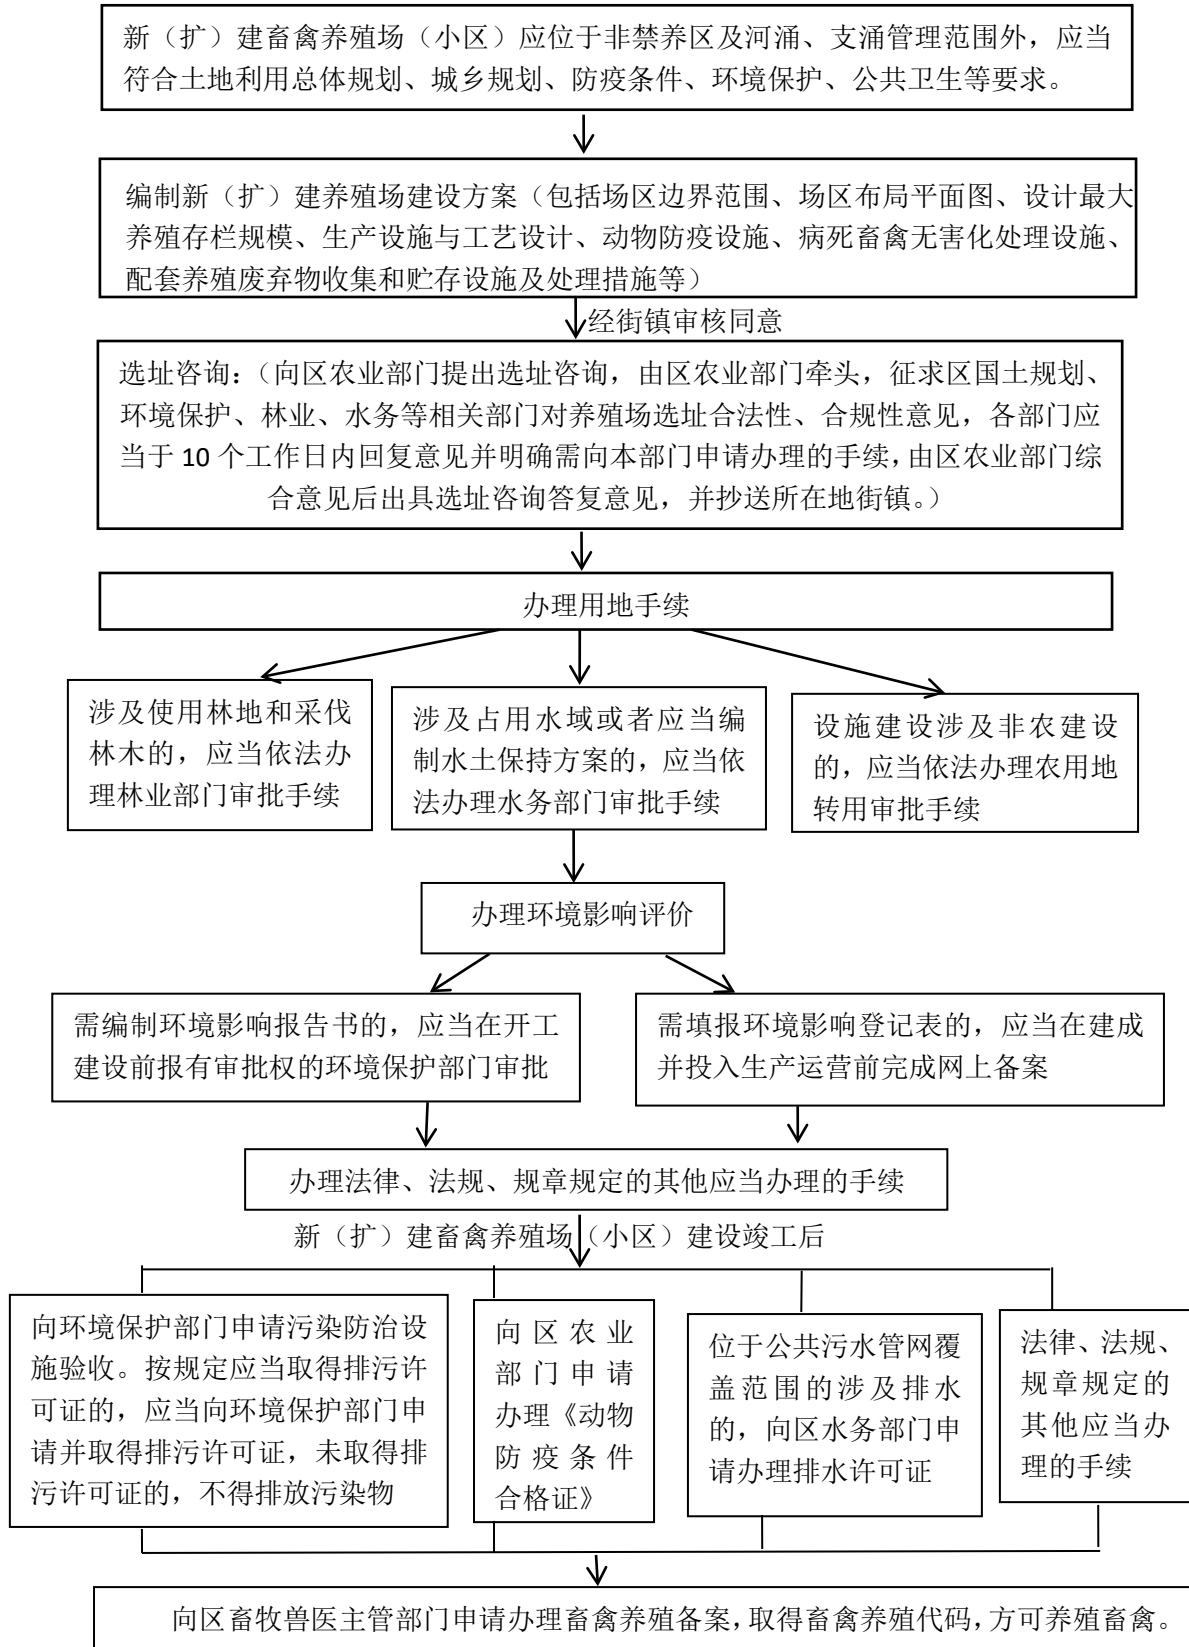 新（扩）建畜禽养殖场（小区）应位于非禁养区及河涌、支涌管理范围外，应当
符合土地利用总体规划、城乡规划、防疫条件、环境保护、公共卫生等要求。
编制新（扩）建养殖场建设方案（包括场区边界范围、场区布局平面图、设计最大
养殖存栏规模、生产设施与工艺设计、动物防疫设施、病死畜禽无害化处理设施、
配套养殖废弃物收集和贮存设施及处理措施等）
经街镇审核同意
选址咨询：（向区农业部门提出选址咨询，由区农业部门牵头，征求区国土规划、
环境保护、林业、水务等相关部门对养殖场选址合法性、合规性意见，各部门应
当于 10 个工作日内回复意见并明确需向本部门申请办理的手续，由区农业部门综
合意见后出具选址咨询答复意见，并抄送所在地街镇。）
办理用地手续
涉及使用林地和采伐
林木的，应当依法办
理林业部门审批手续
涉及占用水域或者应当编
制水土保持方案的，应当依
法办理水务部门审批手续
设施建设涉及非农建设
的，应当依法办理农用地
转用审批手续
办理环境影响评价
需编制环境影响报告书的，应当在开工
建设前报有审批权的环境保护部门审批
需填报环境影响登记表的，应当在建成
并投入生产运营前完成网上备案
办理法律、法规、规章规定的其他应当办理的手续
新（扩）建畜禽养殖场（小区）建设竣工后
向环境保护部门申请污染防治设
施验收。按规定应当取得排污许
可证的，应当向环境保护部门申
请并取得排污许可证，未取得排
污许可证的，不得排放污染物
向区农业
部门申请
办理《动物
防疫条件
合格证》
位于公共污水管网覆
盖范围的涉及排水
的，向区水务部门申
请办理排水许可证
法律、法规、
规章规定的
其他应当办
理的手续
向区畜牧兽医主管部门申请办理畜禽养殖备案，取得畜禽养殖代码，方可养殖畜禽。